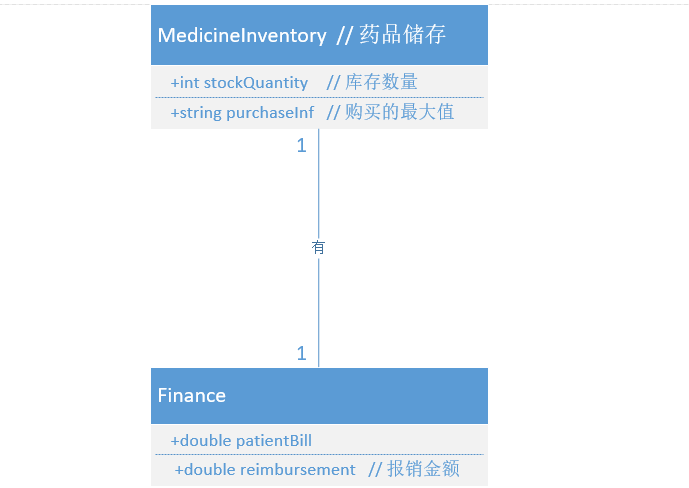 MedicineInventory // 药品储存
+int stockQuantity // 库存数量
+string purchaseInf // 购买的最大值
1
有
1
Finance
+double patientBill
+double reimbursement // 报销金额